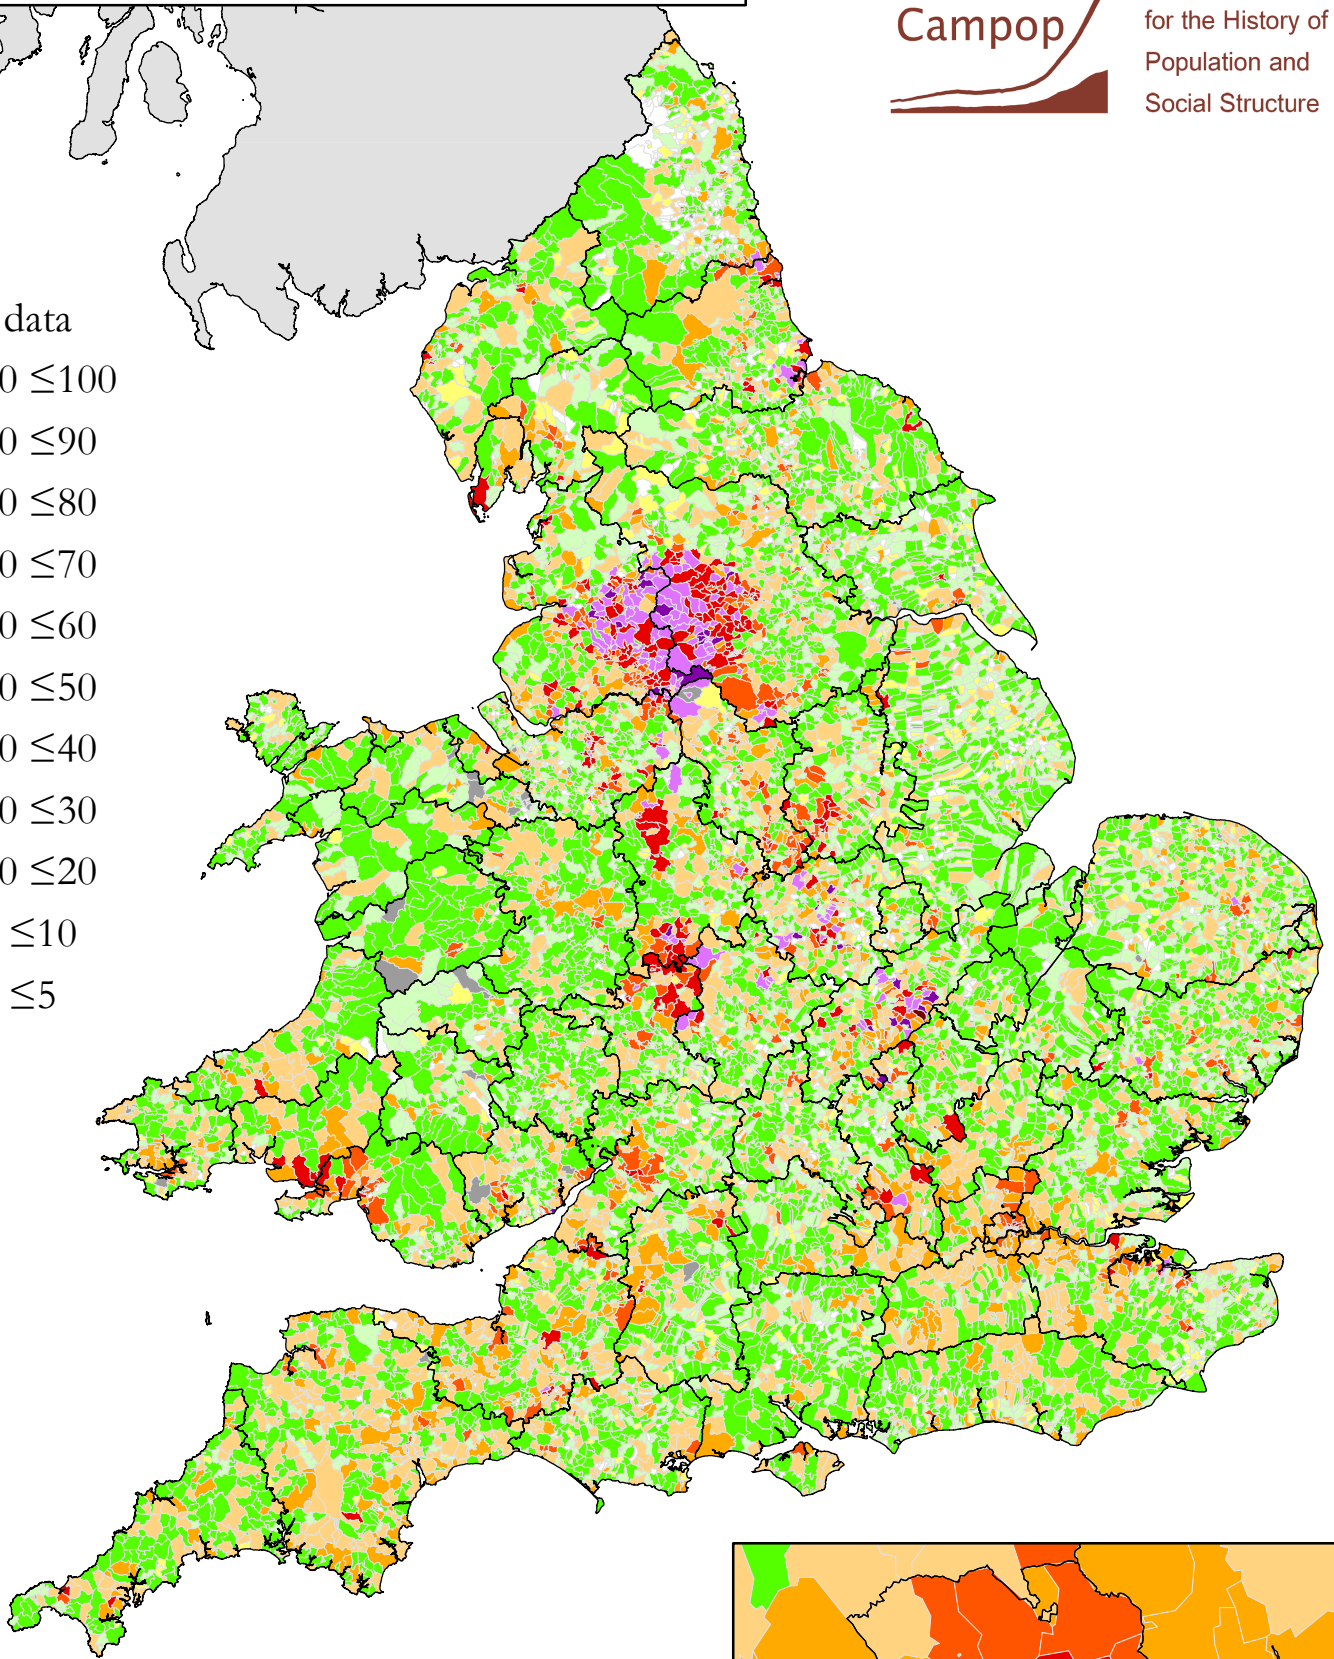 Campop
for the History of
Population and
Social Structure
data
0 ≤100
0 ≤90
0 ≤80
0 ≤70
0 ≤60
0 ≤50
0 ≤40
0 ≤30
0 ≤20
≤10
≤5